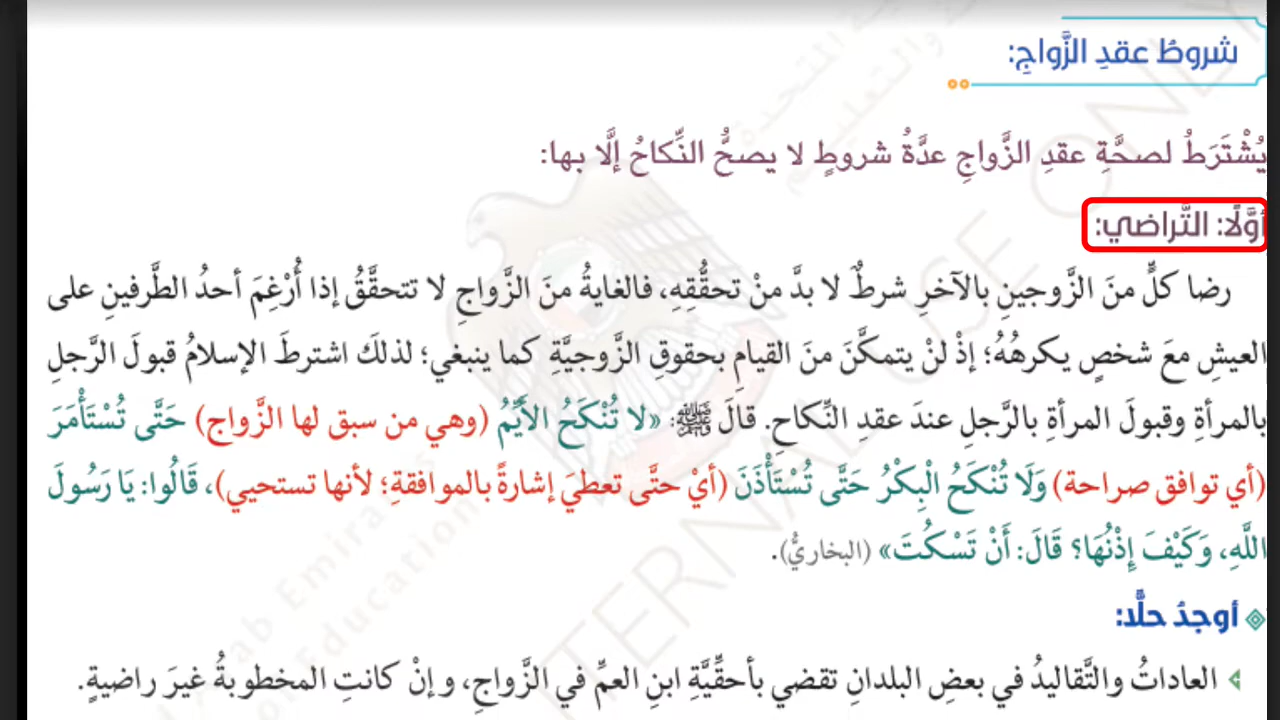 شروطُ عقدِ الزَّواجِ:
يُشْتَرَطُ لصحَّةِ عقدِ الزَّواجِ عدَّةُ شروطٍ لا يصحُّ النِّكاحُ إلَّا بها:
أوَّلًا: التَّراضي:
رضا كلٍّ منَ الزَّوجينِ بالآخرِ شرطٌ لا بدَّ منْ تحقُّقِهِ، فالغايةُ منَ الزَّواجِ لا تتحقَّقُ إذا أُرْغِمَ أحدُ الطَّرفينِ على
العيشِ معَ شخصٍ يكرهُهُ؛ إذْ لنْ يتمكَّنَ منَ القيامِ بحقوقِ الزَّوجيَّةِ كما ينبغي؛ لذلكَ اشترطَ الإسلامُ قبولَ الرَّجلِ
بالمرأةِ وقبولَ المرأةِ بالرَّجلِ عندَ عقدِ النِّكاحِ. قالَ ﷺ: «لا تُنْكَحُ الأَيِّمُ (وهي من سبق لها الزَّواج) حَتَّى تُسْتَأْمَرَ
(أي توافق صراحة) وَلَا تُنْكَحُ الْبِكْرُ حَتَّى تُسْتَأْذَنَ (أيْ حتَّى تعطيَ إشارةً بالموافقةِ؛ لأنها تستحيي)، قَالُوا: يَا رَسُولَ
اللَّهِ، وَكَيْفَ إِذْنُهَا؟ قَالَ: أَنْ تَسْكُتَ» (البخاريُّ).
أوجدُ حلًّا:
العاداتُ والتَّقاليدُ في بعضِ البلدانِ تقضي بأحقِّيَّةِ ابنِ العمِّ في الزَّواجِ، وإنْ كانتِ المخطوبةُ غيرَ راضيةٍ.